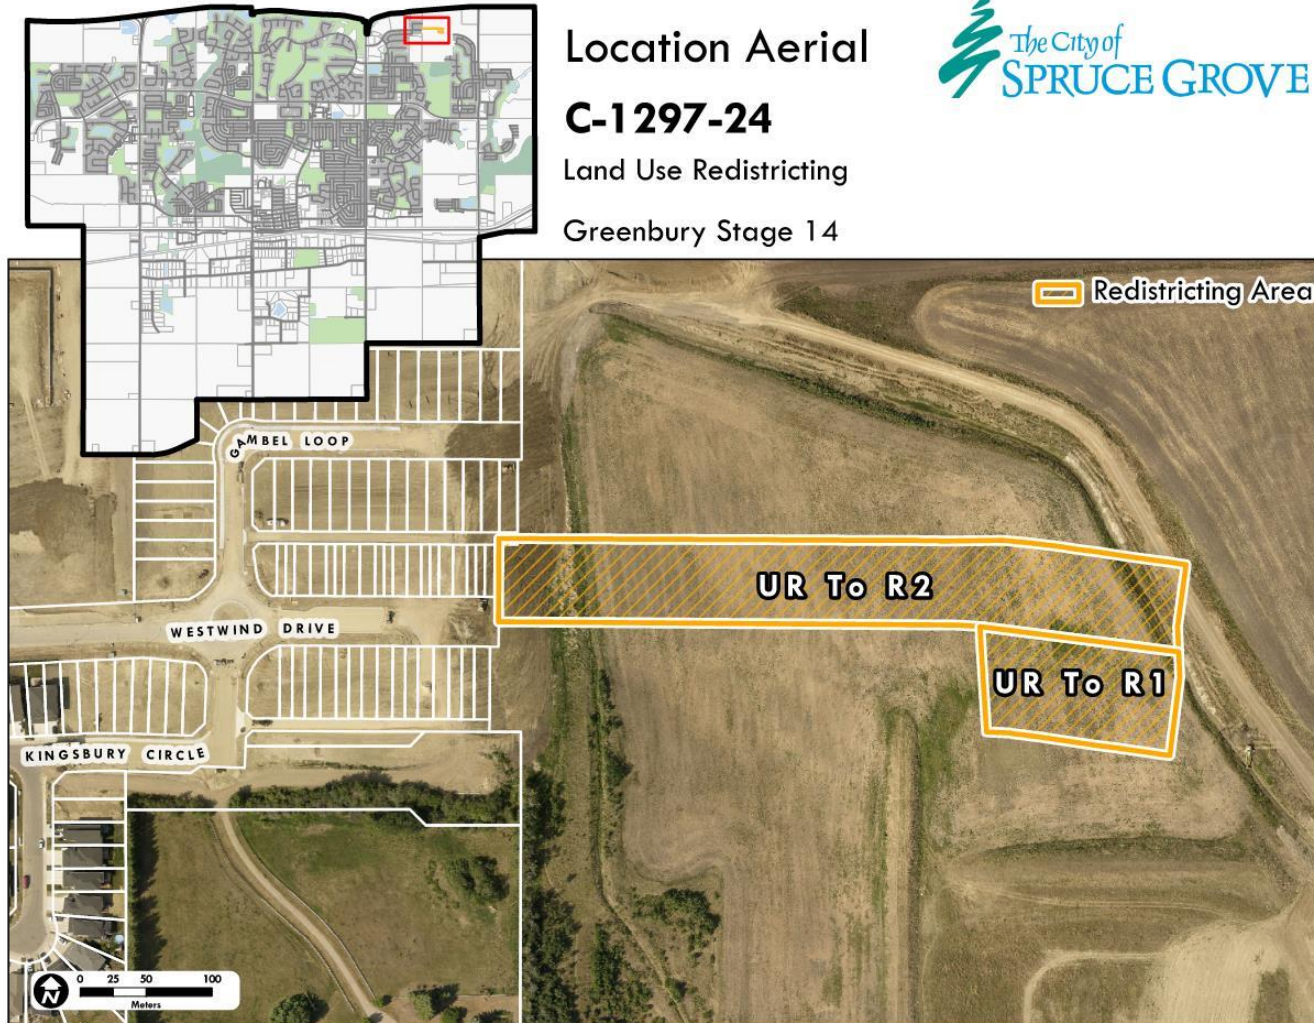 Location Aerial
The City of
SPRUCE GROVE
C-1297-24
Land Use Redistricting
Greenbury Stage 14
Redistricting Area
GAMBEL LOOP
UR To R2
WESTWIND DRIVE
UR To R1
KINGSBURY CIRCLE
N
0 25 50 100
Meters